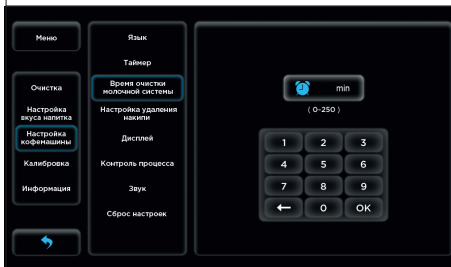 Меню
Очистка
Настройка
вкуса напитка
Настройка
кофемашины
Калибровка
Информация
Язык
Таймер
Время очистки
молочной системы
Настройка удаления
накипи
Дисплей
Контроль процесса
Звук
Сброс настроек
min
( 0-250 )
1 2 3
4 5 6
7 8 9
← 0 OK